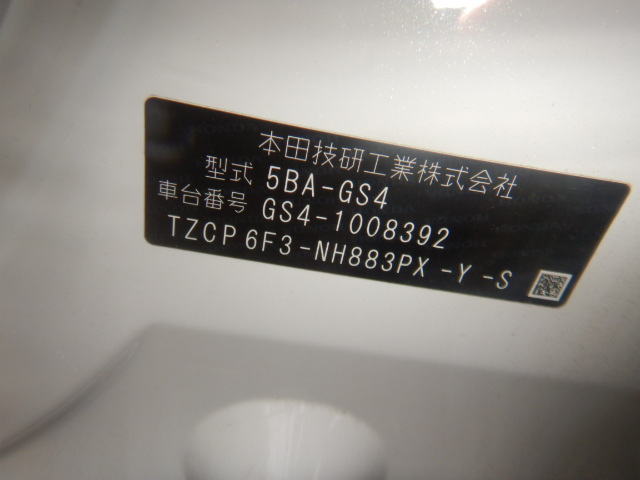 本田技研工業株式会社
型式 5BA-GS4
車台番号 GS4-1008392
TZCP 6F3-NH883PX-Y-S